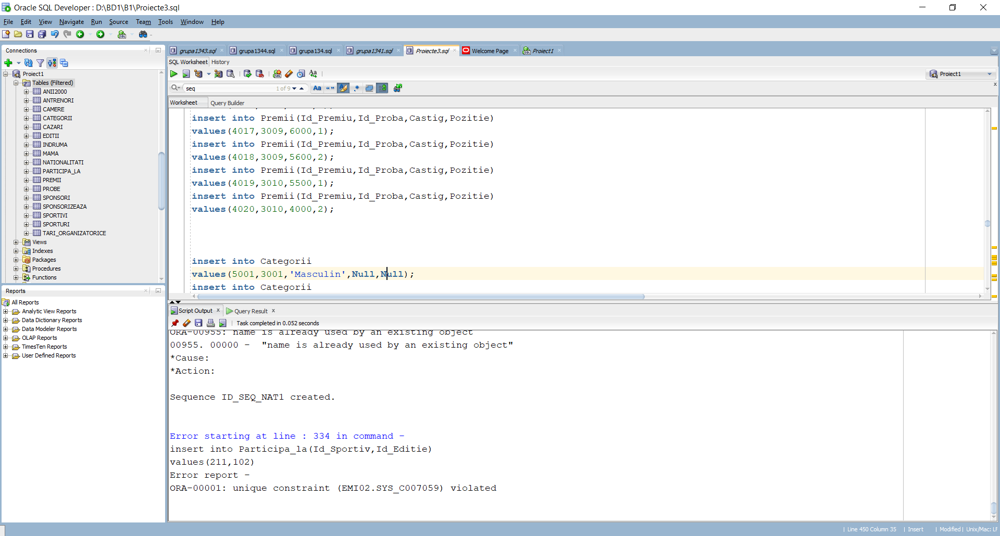 Oracle SQL Developer : D:\BD1\B1\Proiecte3.sql
File Edit View Navigate Run Source Team Tools Window Help
Connections
Proiect1
Tables (Filtered)
ANII2000
ANTRENORI
CAMERE
CATEGORII
CAZARI
EDITII
INDRUMA
MAMA
NATIONALITATI
PARTICIPA_LA
PREMII
PROBE
SPONSORI
SPONSORIZEAZA
SPORTIVI
SPORTURI
TARI_ORGANIZATORICE
Views
Indexes
Packages
Procedures
Functions
Reports
All Reports
Analytic View Reports
Data Dictionary Reports
Data Modeler Reports
OLAP Reports
TimesTen Reports
User Defined Reports
grupa1343.sql grupa1344.sql grupa134.sql grupa1341.sql Proiecte3.sql Welcome Page Proiect1
SQL Worksheet History
Proiect1
seq 1 of 9
Worksheet Query Builder
insert into Premii(Id_Premiu,Id_Proba,Castig,Pozitie)
values(4017,3009,6000,1);
insert into Premii(Id_Premiu,Id_Proba,Castig,Pozitie)
values(4018,3009,5600,2);
insert into Premii(Id_Premiu,Id_Proba,Castig,Pozitie)
values(4019,3010,5500,1);
insert into Premii(Id_Premiu,Id_Proba,Castig,Pozitie)
values(4020,3010,4000,2);
insert into Categorii
values(5001,3001,'Masculin',Null,Null);
insert into Categorii
Script Output Query Result
Task completed in 0.052 seconds
ORA-00955: name is already used by an existing object
00955. 00000 - "name is already used by an existing object"
*Cause:
*Action:
Sequence ID_SEQ_NAT1 created.
Error starting at line : 334 in command -
insert into Participa_la(Id_Sportiv,Id_Editie)
values(211,102)
Error report -
ORA-00001: unique constraint (EMI02.SYS_C007059) violated
Line 450 Column 35 Insert Modified Unix/Mac: LF